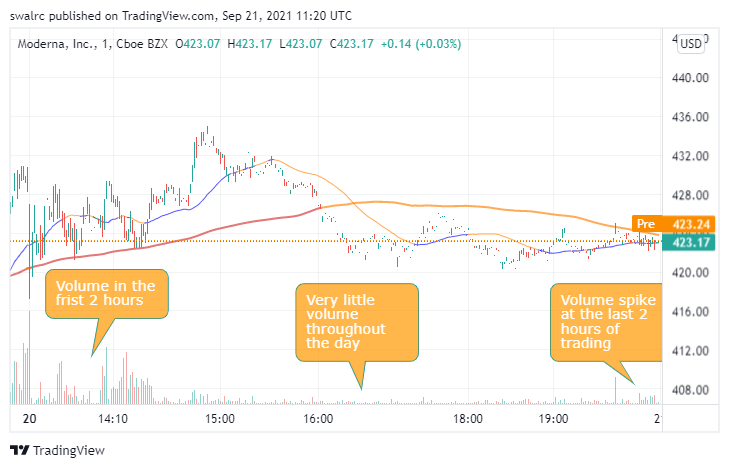 swalrc published on TradingView.com, Sep 21, 2021 11:20 UTC
Moderna, Inc., 1, Cboe BZX O423.07 H423.17 L423.07 C423.17 +0.14 (+0.03%)
USD
440.00
436.00
432.00
428.00
Pre 423.24
423.17
420.00
416.00
412.00
408.00
Volume in the
frist 2 hours
Very little
volume
throughout
the day
Volume spike
at the last 2
hours of
trading
20 14:10 15:00 16:00 18:00 19:00
TradingView